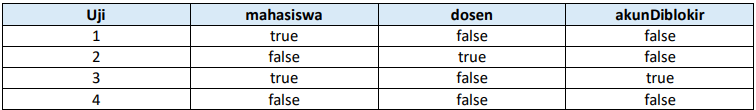 Uji mahasiswa dosen akunDiblokir
1 true false false
2 false true false
3 true false true
4 false false false